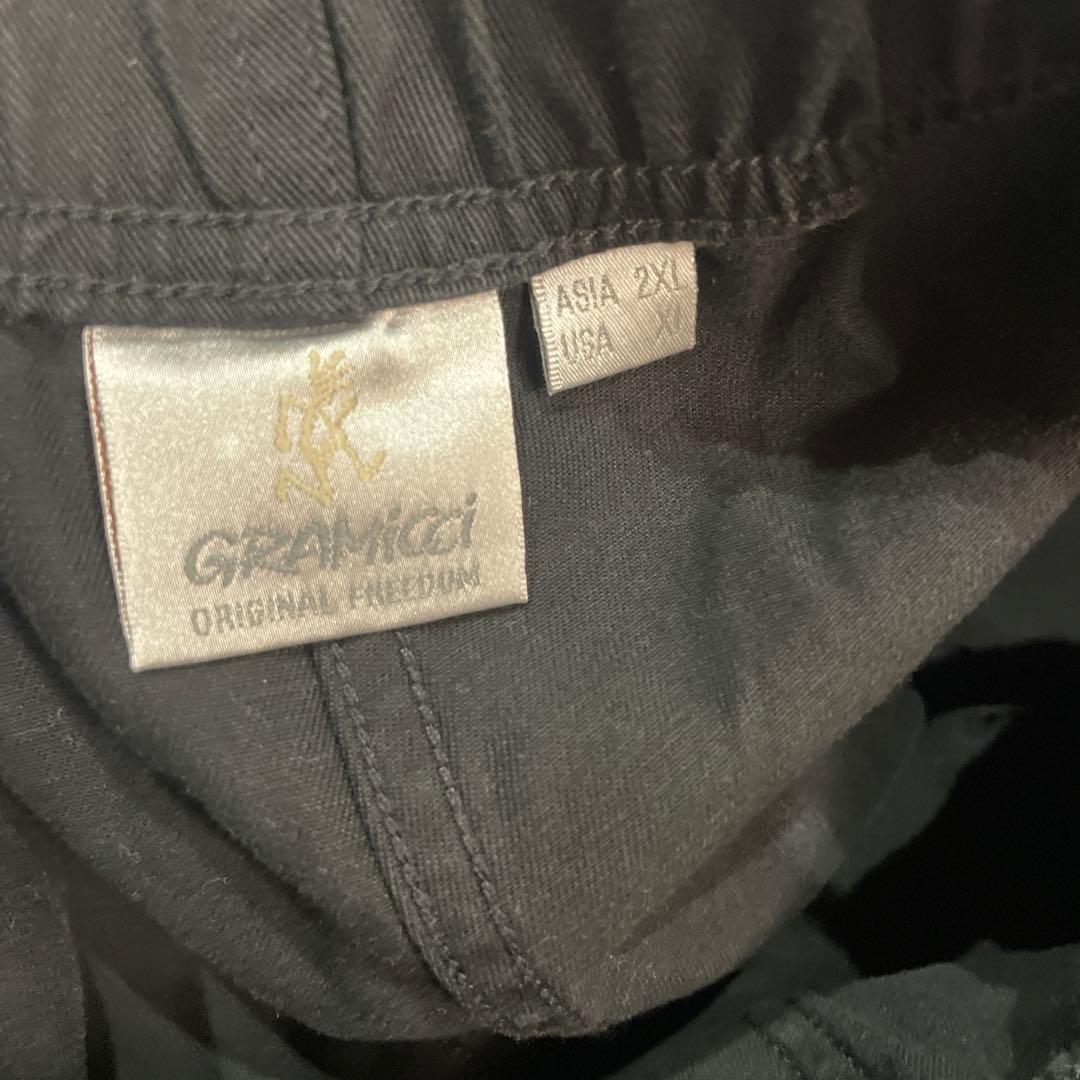 GRAMicci
ORIGINAL FREEDOM
ASIA 2XL
USA XL